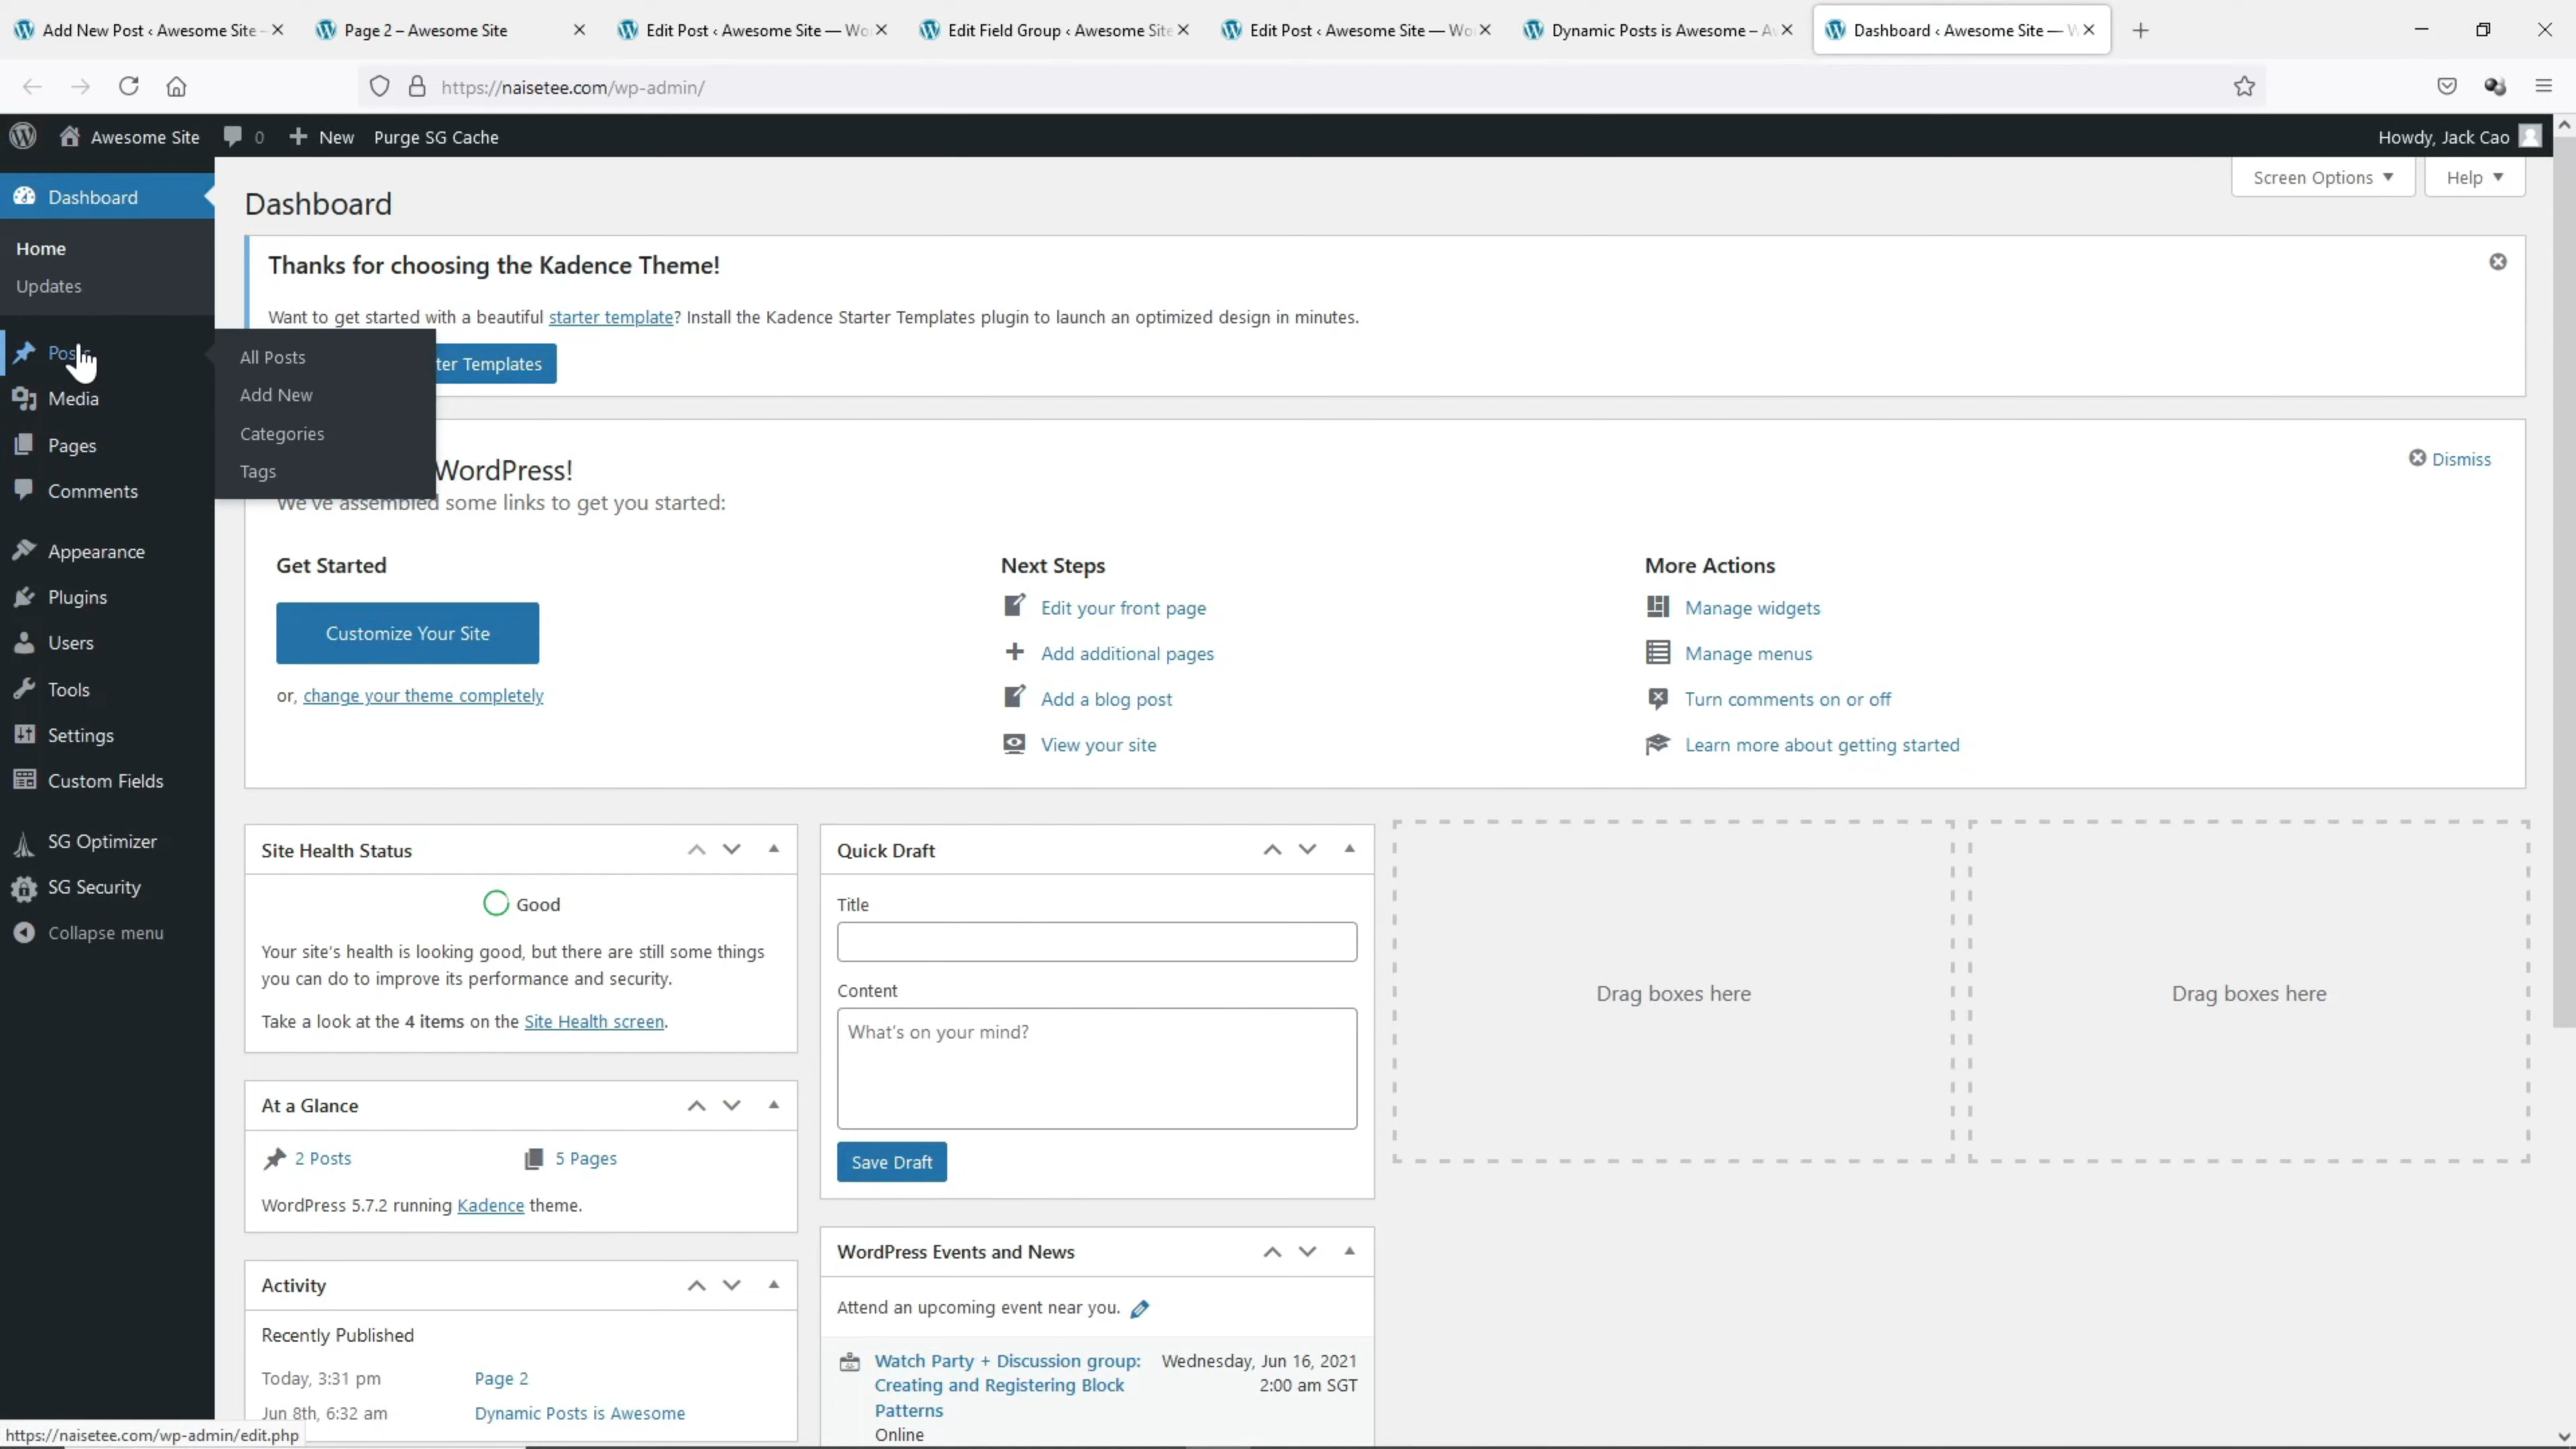 Add New Post ‹ Awesome Site –
Page 2 – Awesome Site
Edit Post ‹ Awesome Site — Wo
Edit Field Group ‹ Awesome Site
Edit Post ‹ Awesome Site — Wo
Dynamic Posts is Awesome – A
Dashboard ‹ Awesome Site — W
https://naisetee.com/wp-admin/
Awesome Site
0
New
Purge SG Cache
Howdy, Jack Cao
Dashboard
Home
Updates
Posts
Media
Pages
Comments
Appearance
Plugins
Users
Tools
Settings
Custom Fields
SG Optimizer
SG Security
Collapse menu
All Posts
Add New
Categories
Tags
Dashboard
Screen Options
Help
Thanks for choosing the Kadence Theme!
Want to get started with a beautiful starter template? Install the Kadence Starter Templates plugin to launch an optimized design in minutes.
ter Templates
WordPress!
We've assembled some links to get you started:
Dismiss
Get Started
Customize Your Site
or, change your theme completely
Next Steps
Edit your front page
Add additional pages
Add a blog post
View your site
More Actions
Manage widgets
Manage menus
Turn comments on or off
Learn more about getting started
Site Health Status
Good
Your site's health is looking good, but there are still some things
you can do to improve its performance and security.
Take a look at the 4 items on the Site Health screen.
At a Glance
2 Posts
5 Pages
WordPress 5.7.2 running Kadence theme.
Activity
Recently Published
Today, 3:31 pm
Page 2
Jun 8th, 6:32 am
Dynamic Posts is Awesome
Quick Draft
Title
Content
What's on your mind?
Save Draft
WordPress Events and News
Attend an upcoming event near you.
Watch Party + Discussion group:
Creating and Registering Block
Patterns
Online
Wednesday, Jun 16, 2021
2:00 am SGT
Drag boxes here
Drag boxes here
https://naisetee.com/wp-admin/edit.php